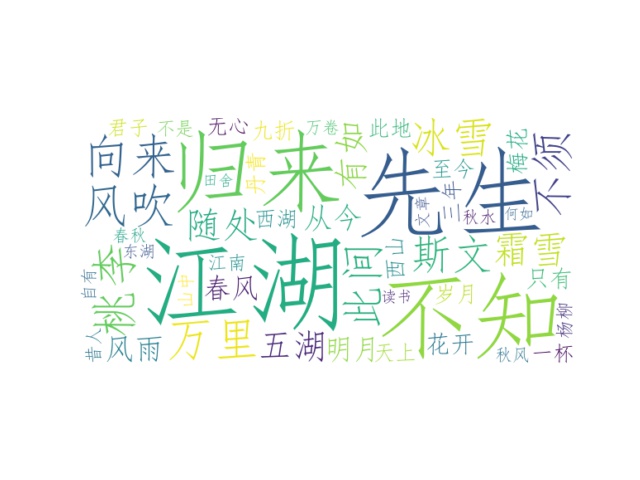 君子
不是
无心
九折
万卷
此地
冰雪
梅花
不须
向来
归来
有如
先生
至今
风吹
田舍
丹青
三年
文章
秋水
何如
随处
西湖
从今
春秋
东湖
桃李
江湖
此间
西山
斯文
霜雪
江南
自有
山中
春风
不知
读书
岁月
只有
昔人
风雨
万里
五湖
明月
天上
花开
秋风
一杯
杨柳